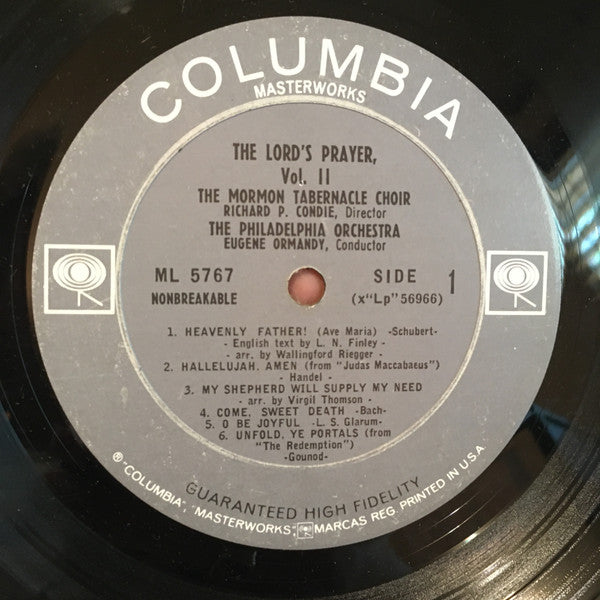 COLUMBIA
MASTERWORKS
THE LORD'S PRAYER,
Vol. II
THE MORMON TABERNACLE CHOIR
RICHARD P. CONDIE, Director
THE PHILADELPHIA ORCHESTRA
EUGENE ORMANDY, Conductor
ML 5767
NONBREAKABLE
SIDE 1
(x"Lp"56966)
1. HEAVENLY FATHER! (Ave Maria) -Schubert-
- English text by L. N. Finley -
- arr. by Wallingford Riegger -
2. HALLELUJAH, AMEN (from "Judas Maccabaeus")
- Handel -
3. MY SHEPHERD WILL SUPPLY MY NEED
- arr. by Virgil Thomson -
4. COME, SWEET DEATH -Bach-
5. O BE JOYFUL -L. S. Glarum-
6. UNFOLD, YE PORTALS (from
"The Redemption")
-Gounod-
GUARANTEED HIGH FIDELITY
® "COLUMBIA", "MASTERWORKS", MARCAS REG. PRINTED IN U.S.A.